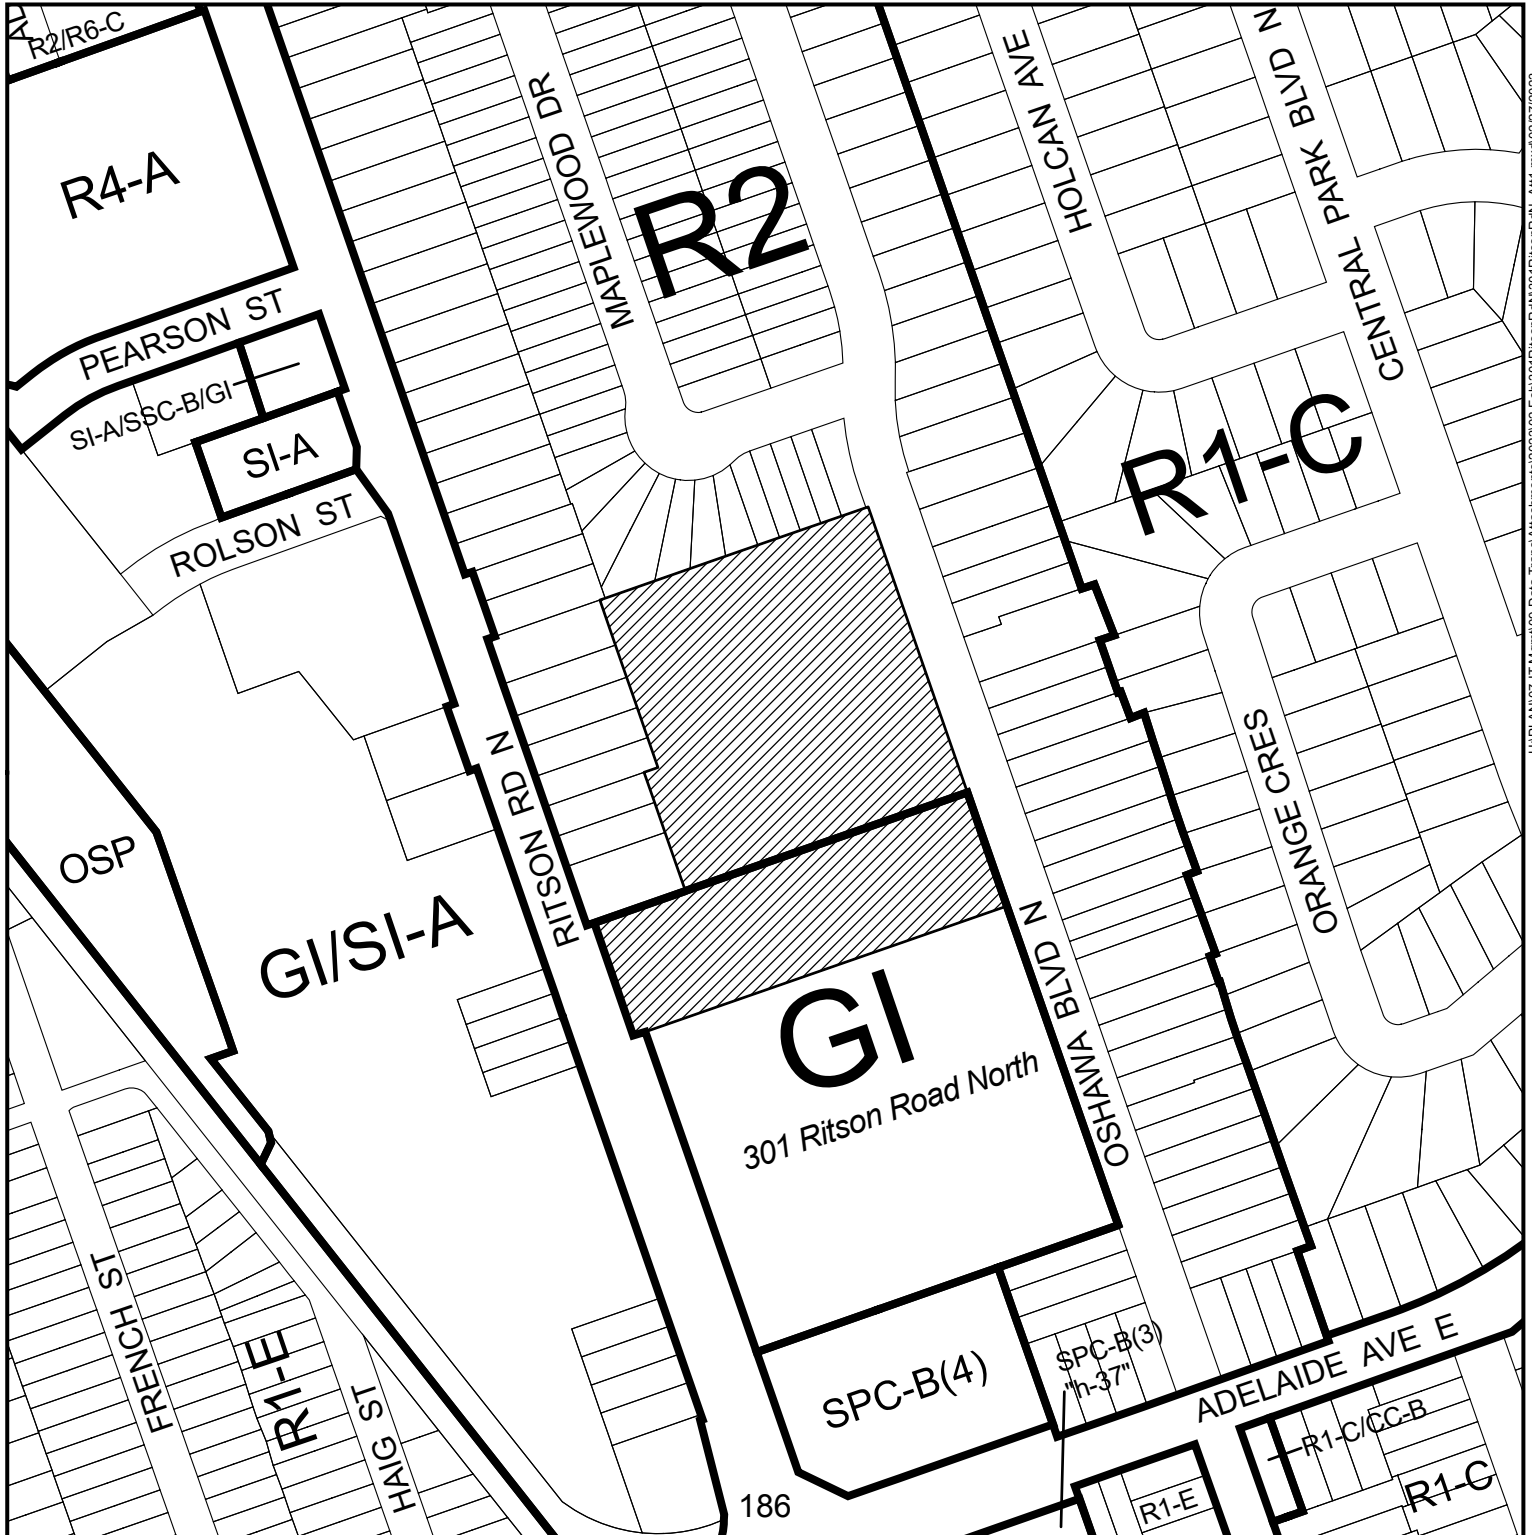 R2/R6-C
R4-A
MAPLEWOOD DR
R2
HOLCAN AVE
CENTRAL PARK BLVD N
PEARSON ST
SI-A/SSC-B/GI
SI-A
ROLSON ST
R1-C
RITSON RD N
ORANGE CRES
OSP
GI/SI-A
GI
301 Ritson Road North
OSHAWA BLVD N
FRENCH ST
R1-E
HAIG ST
SPC-B(4)
SPC-B(3)
"h-37"
ADELAIDE AVE E
R1-C/CC-B
R1-C
R1-E
186